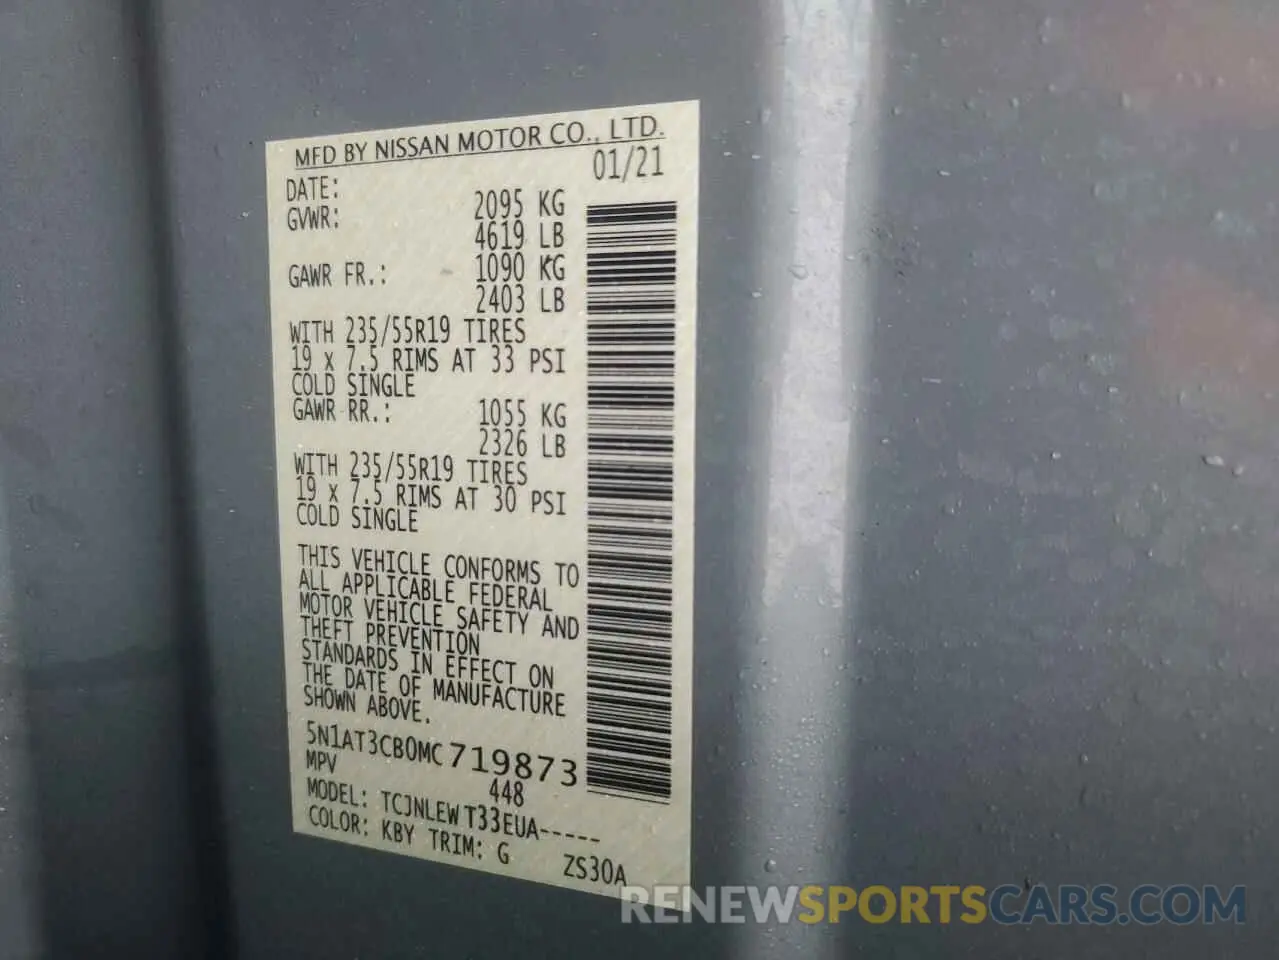 MFD BY NISSAN MOTOR CO., LTD.
DATE: 01/21
GVWR: 2095 KG
4619 LB
GAWR FR.: 1090 KG
2403 LB
WITH 235/55R19 TIRES
19 x 7.5 RIMS AT 33 PSI
COLD SINGLE
GAWR RR.: 1055 KG
2326 LB
WITH 235/55R19 TIRES
19 x 7.5 RIMS AT 30 PSI
COLD SINGLE
THIS VEHICLE CONFORMS TO
ALL APPLICABLE FEDERAL
MOTOR VEHICLE SAFETY AND
THEFT PREVENTION
STANDARDS IN EFFECT ON
THE DATE OF MANUFACTURE
SHOWN ABOVE.
5N1AT3CB0MC719873
MPV 448
MODEL: TCJNLEWT33EUA-----
COLOR: KBY TRIM: G ZS30A
RENEWSPORTSCARS.COM